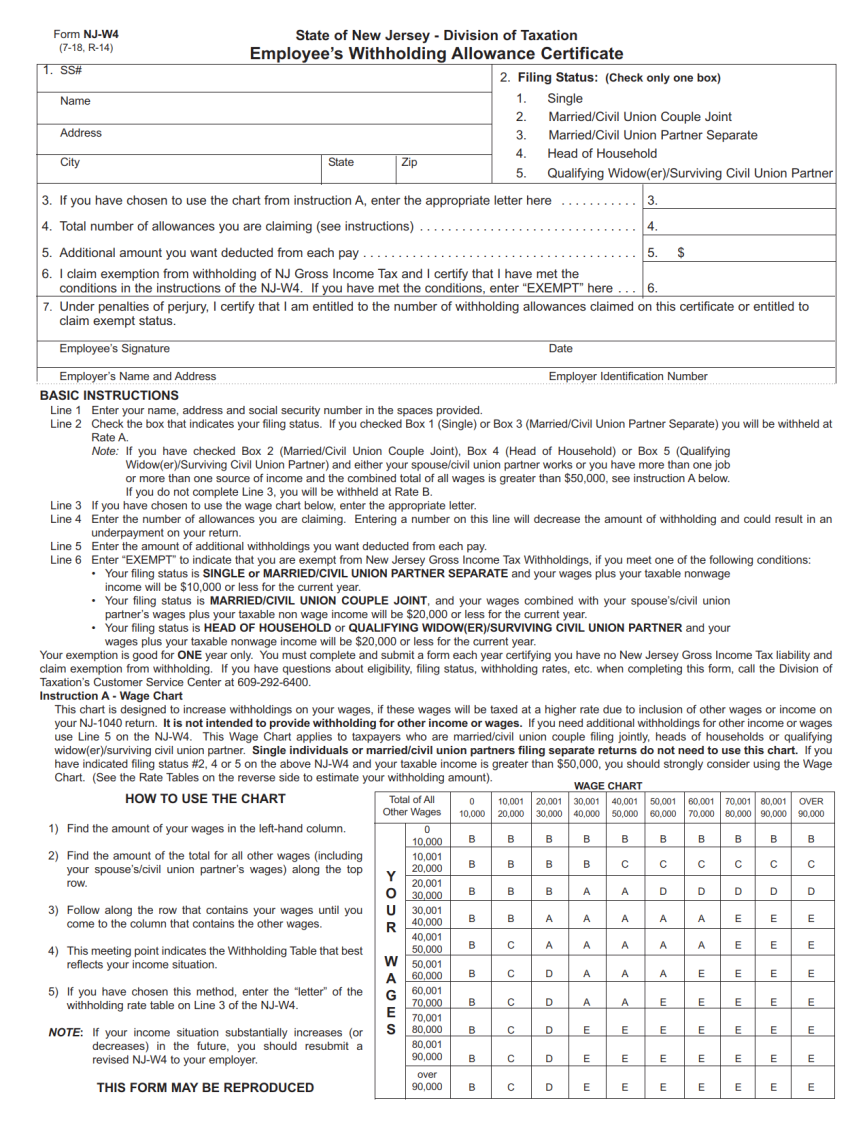 Form NJ-W4
(7-18, R-14)
State of New Jersey - Division of Taxation
Employee's Withholding Allowance Certificate
1. SS#
Name
Address
City State Zip
2. Filing Status: (Check only one box)
1. Single
2. Married/Civil Union Couple Joint
3. Married/Civil Union Partner Separate
4. Head of Household
5. Qualifying Widow(er)/Surviving Civil Union Partner
3. If you have chosen to use the chart from instruction A, enter the appropriate letter here . . . . . . . . . . . 3.
4. Total number of allowances you are claiming (see instructions) . . . . . . . . . . . . . . . . . . . . . . . . . . . . . . . 4.
5. Additional amount you want deducted from each pay . . . . . . . . . . . . . . . . . . . . . . . . . . . . . . . . . . . . . . . 5. $
6. I claim exemption from withholding of NJ Gross Income Tax and I certify that I have met the
conditions in the instructions of the NJ-W4. If you have met the conditions, enter "EXEMPT" here . . . 6.
7. Under penalties of perjury, I certify that I am entitled to the number of withholding allowances claimed on this certificate or entitled to
claim exempt status.
Employee's Signature Date
Employer's Name and Address Employer Identification Number
BASIC INSTRUCTIONS
Line 1 Enter your name, address and social security number in the spaces provided.
Line 2 Check the box that indicates your filing status. If you checked Box 1 (Single) or Box 3 (Married/Civil Union Partner Separate) you will be withheld at
Rate A.
Note: If you have checked Box 2 (Married/Civil Union Couple Joint), Box 4 (Head of Household) or Box 5 (Qualifying
Widow(er)/Surviving Civil Union Partner) and either your spouse/civil union partner works or you have more than one job
or more than one source of income and the combined total of all wages is greater than $50,000, see instruction A below.
If you do not complete Line 3, you will be withheld at Rate B.
Line 3 If you have chosen to use the wage chart below, enter the appropriate letter.
Line 4 Enter the number of allowances you are claiming. Entering a number on this line will decrease the amount of withholding and could result in an
underpayment on your return.
Line 5 Enter the amount of additional withholdings you want deducted from each pay.
Line 6 Enter "EXEMPT" to indicate that you are exempt from New Jersey Gross Income Tax Withholdings, if you meet one of the following conditions:
• Your filing status is SINGLE or MARRIED/CIVIL UNION PARTNER SEPARATE and your wages plus your taxable nonwage
income will be $10,000 or less for the current year.
• Your filing status is MARRIED/CIVIL UNION COUPLE JOINT, and your wages combined with your spouse's/civil union
partner's wages plus your taxable non wage income will be $20,000 or less for the current year.
• Your filing status is HEAD OF HOUSEHOLD or QUALIFYING WIDOW(ER)/SURVIVING CIVIL UNION PARTNER and your
wages plus your taxable nonwage income will be $20,000 or less for the current year.
Your exemption is good for ONE year only. You must complete and submit a form each year certifying you have no New Jersey Gross Income Tax liability and
claim exemption from withholding. If you have questions about eligibility, filing status, withholding rates, etc. when completing this form, call the Division of
Taxation's Customer Service Center at 609-292-6400.
Instruction A - Wage Chart
This chart is designed to increase withholdings on your wages, if these wages will be taxed at a higher rate due to inclusion of other wages or income on
your NJ-1040 return. It is not intended to provide withholding for other income or wages. If you need additional withholdings for other income or wages
use Line 5 on the NJ-W4. This Wage Chart applies to taxpayers who are married/civil union couple filing jointly, heads of households or qualifying
widow(er)/surviving civil union partner. Single individuals or married/civil union partners filing separate returns do not need to use this chart. If you
have indicated filing status #2, 4 or 5 on the above NJ-W4 and your taxable income is greater than $50,000, you should strongly consider using the Wage
Chart. (See the Rate Tables on the reverse side to estimate your withholding amount).
HOW TO USE THE CHART
1) Find the amount of your wages in the left-hand column.
2) Find the amount of the total for all other wages (including
your spouse's/civil union partner's wages) along the top
row.
3) Follow along the row that contains your wages until you
come to the column that contains the other wages.
4) This meeting point indicates the Withholding Table that best
reflects your income situation.
5) If you have chosen this method, enter the "letter" of the
withholding rate table on Line 3 of the NJ-W4.
NOTE: If your income situation substantially increases (or
decreases) in the future, you should resubmit a
revised NJ-W4 to your employer.
THIS FORM MAY BE REPRODUCED
WAGE CHART
Total of All 0 10,001 20,001 30,001 40,001 50,001 60,001 70,001 80,001 OVER
Other Wages 10,000 20,000 30,000 40,000 50,000 60,000 70,000 80,000 90,000 90,000
YOUR WAGES
0
10,000 B B B B B B B B B B
10,001
20,000 B B B B C C C C C C
20,001
30,000 B B B A A D D D D D
30,001
40,000 B B A A A A A E E E
40,001
50,000 B C A A A A A E E E
50,001
60,000 B C D A A A E E E E
60,001
70,000 B C D A A E E E E E
70,001
80,000 B C D E E E E E E E
80,001
90,000 B C D E E E E E E E
over
90,000 B C D E E E E E E E